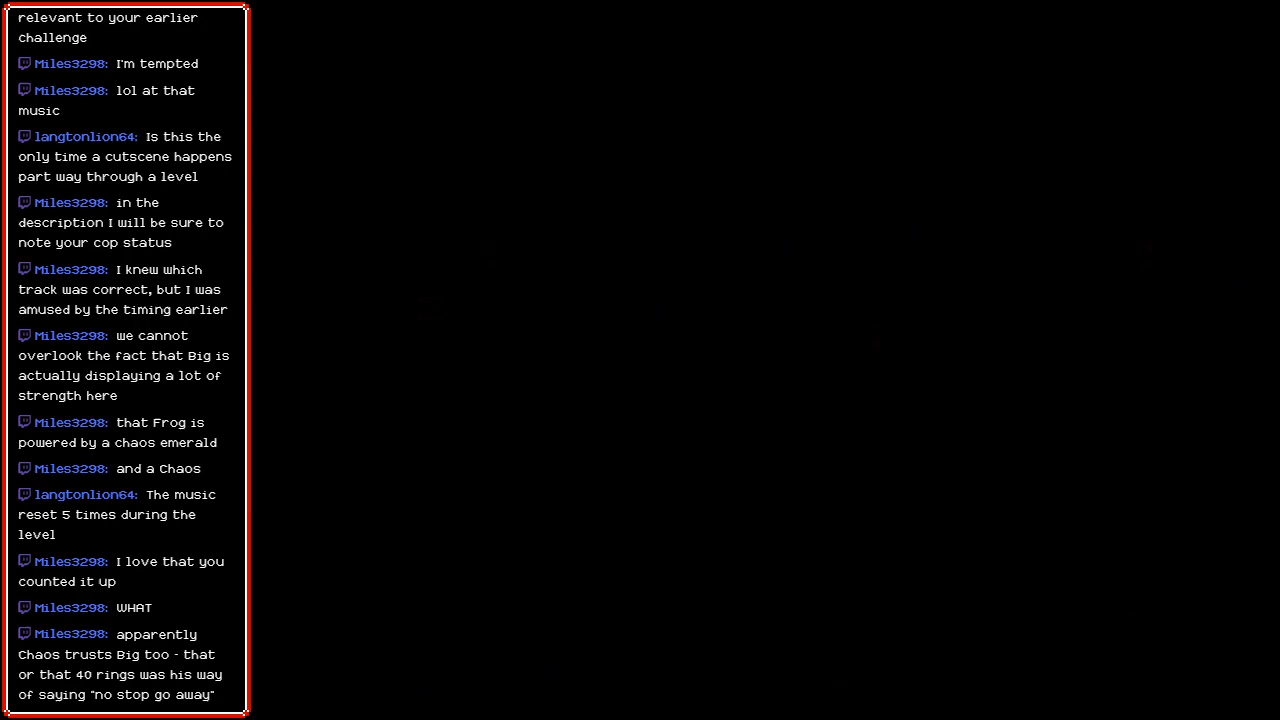 relevant to your earlier
challenge
Miles3298: I'm tempted
Miles3298: lol at that
music
langtonlion64: Is this the
only time a cutscene happens
part way through a level
Miles3298: in the
description I will be sure to
note your cop status
Miles3298: I knew which
track was correct, but I was
amused by the timing earlier
Miles3298: we cannot
overlook the fact that Big is
actually displaying a lot of
strength here
Miles3298: that Frog is
powered by a chaos emerald
Miles3298: and a Chaos
langtonlion64: The music
reset 5 times during the
level
Miles3298: I love that you
counted it up
Miles3298: WHAT
Miles3298: apparently
Chaos trusts Big too - that
or that 40 rings was his way
of saying "no stop go away"